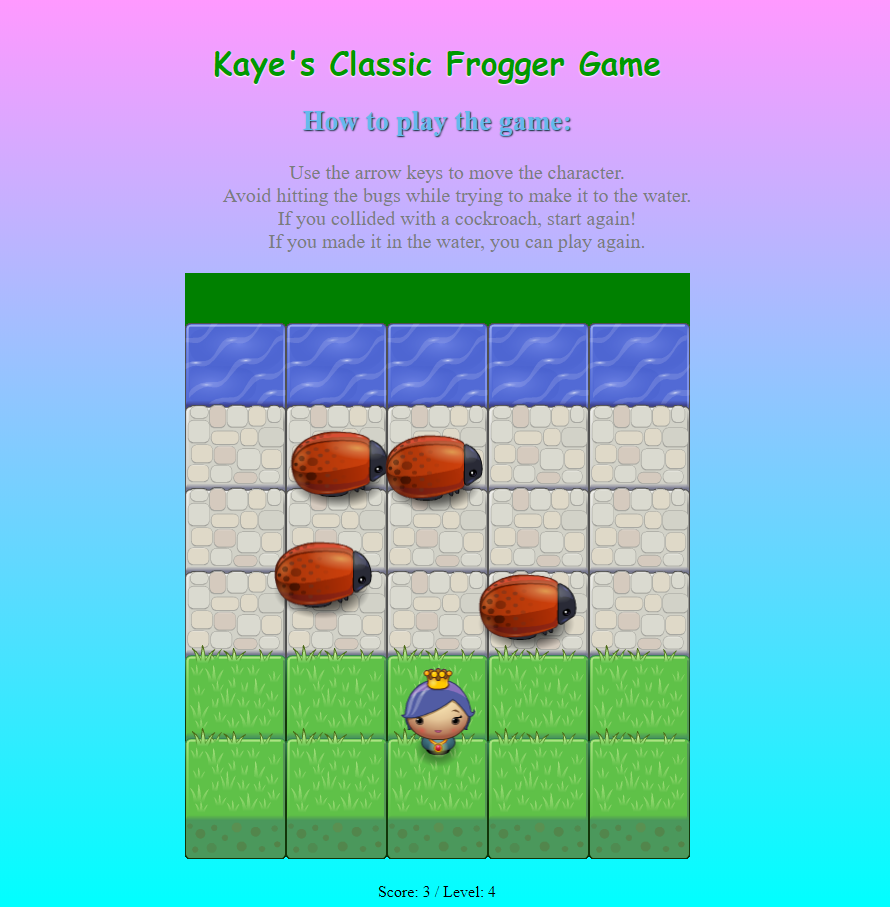 Kaye's Classic Frogger Game
How to play the game:
Use the arrow keys to move the character.
Avoid hitting the bugs while trying to make it to the water.
If you collided with a cockroach, start again!
If you made it in the water, you can play again.
Score: 3 / Level: 4